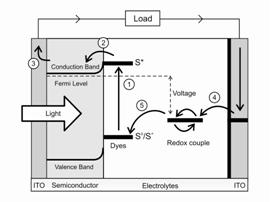 Load
3
2
Conduction Band
S*
Fermi Level
1
Voltage
4
5
Light
S°/S⁺
Dyes
Redox couple
Valence Band
ITO
Semiconductor
Electrolytes
ITO